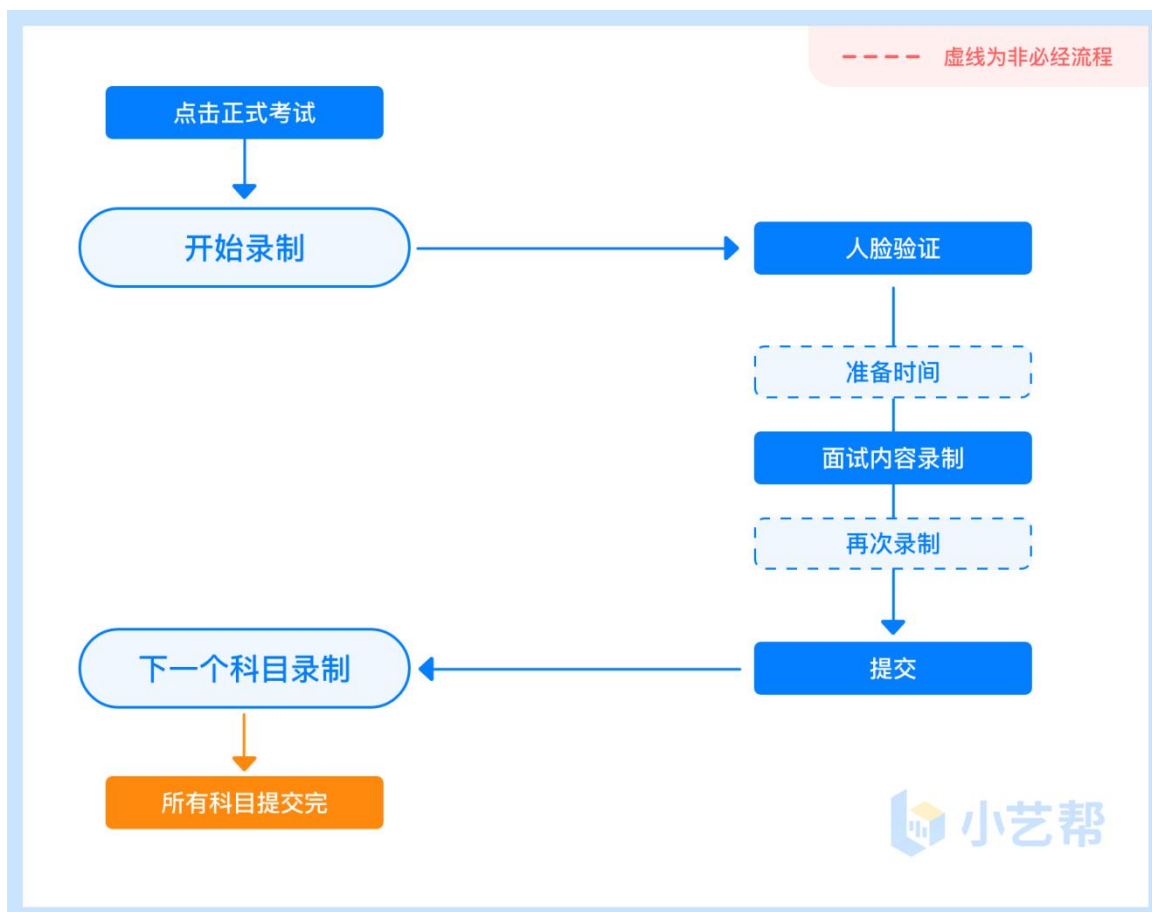 虚线为非必经流程
点击正式考试
开始录制
人脸验证
准备时间
面试内容录制
再次录制
提交
下一个科目录制
所有科目提交完
小艺帮